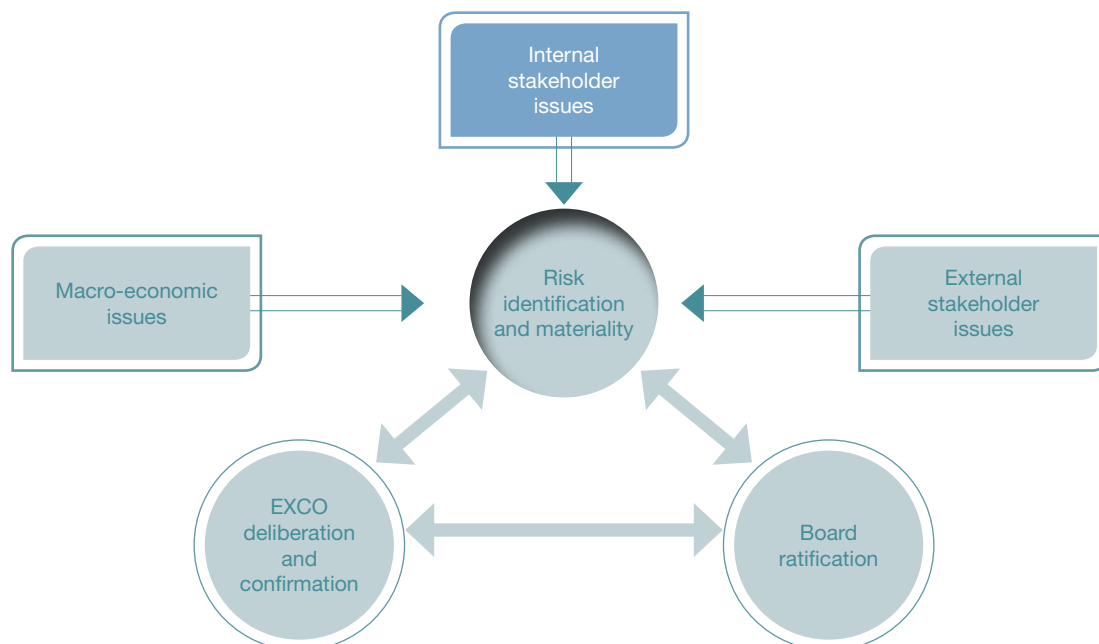 Internal
stakeholder
issues
Macro-economic
issues
Risk
identification
and materiality
External
stakeholder
issues
EXCO
deliberation
and
confirmation
Board
ratification